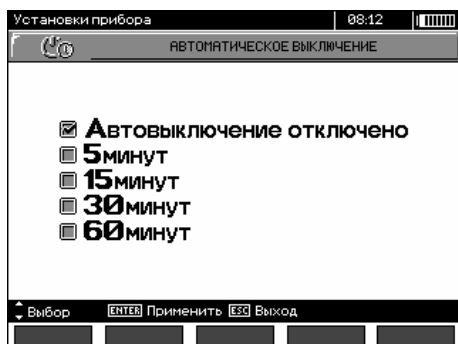 Установки прибора 08:12
АВТОМАТИЧЕСКОЕ ВЫКЛЮЧЕНИЕ
Автовыключение отключено
5минут
15минут
30минут
60минут
Выбор ENTER Применить ESC Выход